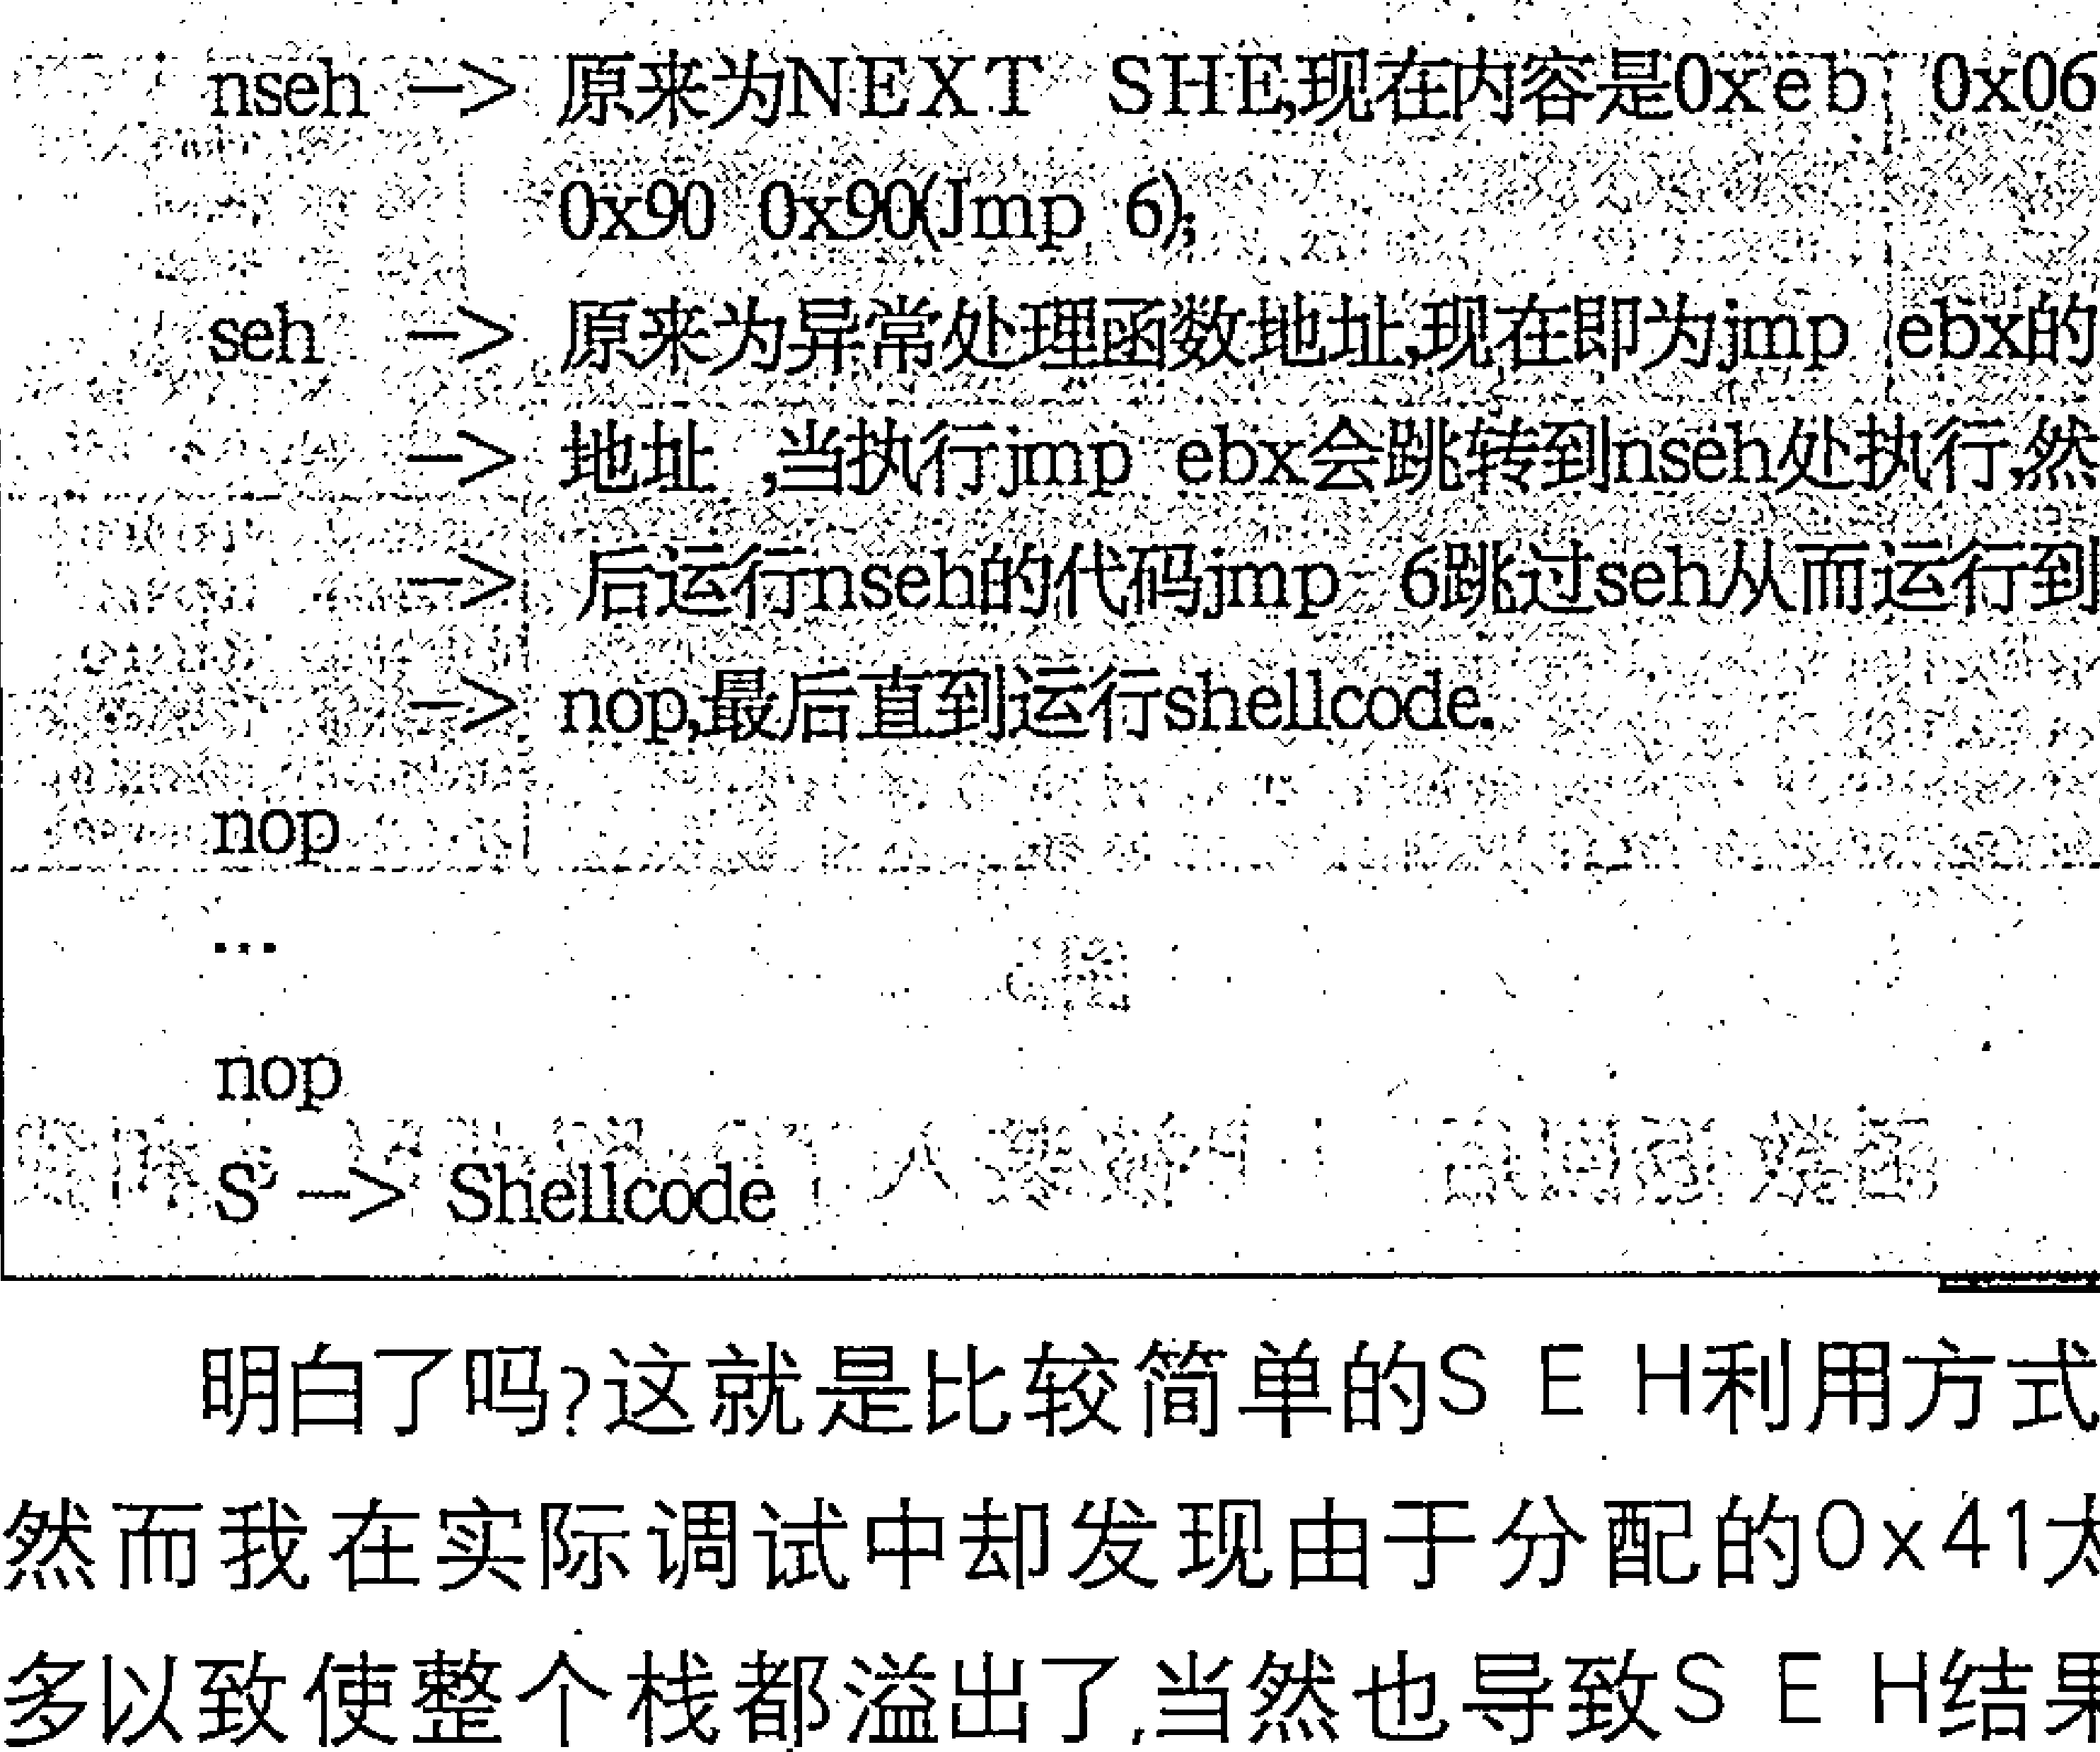 nseh —> 原来为NEXT SHE,现在内容是0xeb 0x06
0x90 0x90(Jmp 6);
seh —> 原来为异常处理函数地址,现在即为jmp ebx的
—> 地址 ,当执行jmp ebx会跳转到nseh处执行,然
—> 后运行nseh的代码jmp 6跳过seh从而运行到
—> nop,最后直到运行shellcode.
nop
...
nop
S —> Shellcode
明白了吗?这就是比较简单的SEH利用方式
然而我在实际调试中却发现由于分配的0x41太
多以致使整个栈都溢出了,当然也导致SEH结果